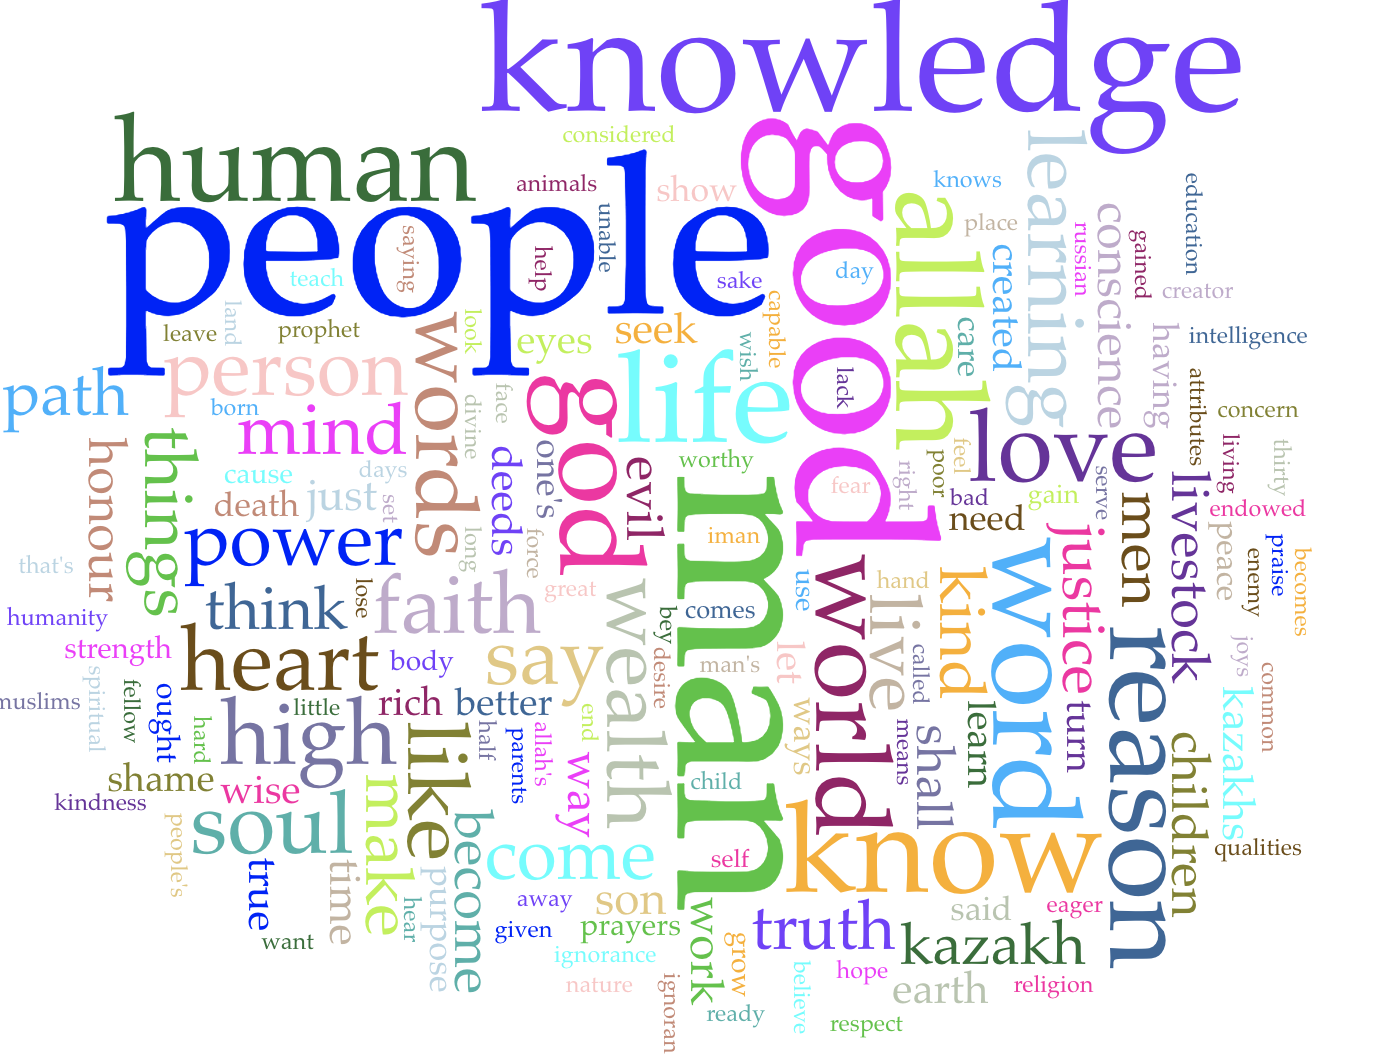 knowledge
considered
human
people
animals
show
unable
good
learning
knows
education
allah
place
conscience
russian
gained
created
saying
help
sake
day
teach
creator
capable
land
leave
prophet
words
look
seek
eyes
wish
care
having
intelligence
person
life
path
born
mind
face
divine
god
lack
attributes
concern
love
things
honour
cause
days
death
just
set
deeds
one's
evil
worthy
fear
right
feel
poor
bad
gain
serve
need
living
thirty
endowed
livestock
men
power
long
force
man
iman
world
use
hand
kind
word
justice
peace
enemy
praise
becomes
that's
think
lose
faith
great
wealth
bey
comes
live
humanity
strength
heart
body
say
desire
man's
let
called
reason
joys
common
muslims
spiritual
fellow
ought
hard
high
little
rich
better
like
half
parents
allah's
end
way
ways
means
shall
learn
turn
children
kazakhs
shame
wise
make
kindness
soul
people's
true
time
become
come
child
self
know
qualities
want
hear
purpose
away
given
son
prayers
work
truth
said
eager
kazakh
ignorance
grow
nature
ignoran
believe
hope
earth
religion
ready
respect